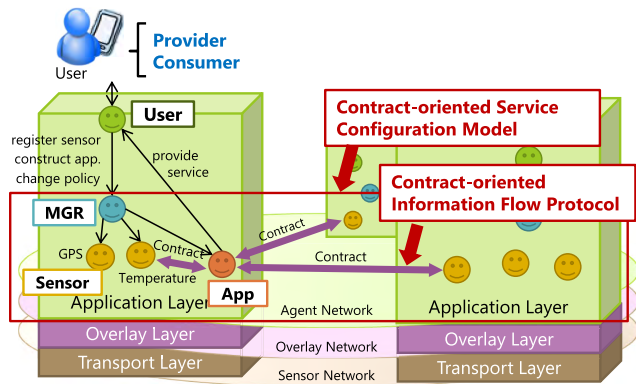 Provider
Consumer
User
User
register sensor
construct app.
change policy
provide
service
Contract-oriented Service
Configuration Model
Contract-oriented
Information Flow Protocol
MGR
GPS
Sensor
Contract
Temperature
App
Contract
Contract
Application Layer
Agent Network
Application Layer
Overlay Layer
Overlay Network
Overlay Layer
Transport Layer
Sensor Network
Transport Layer